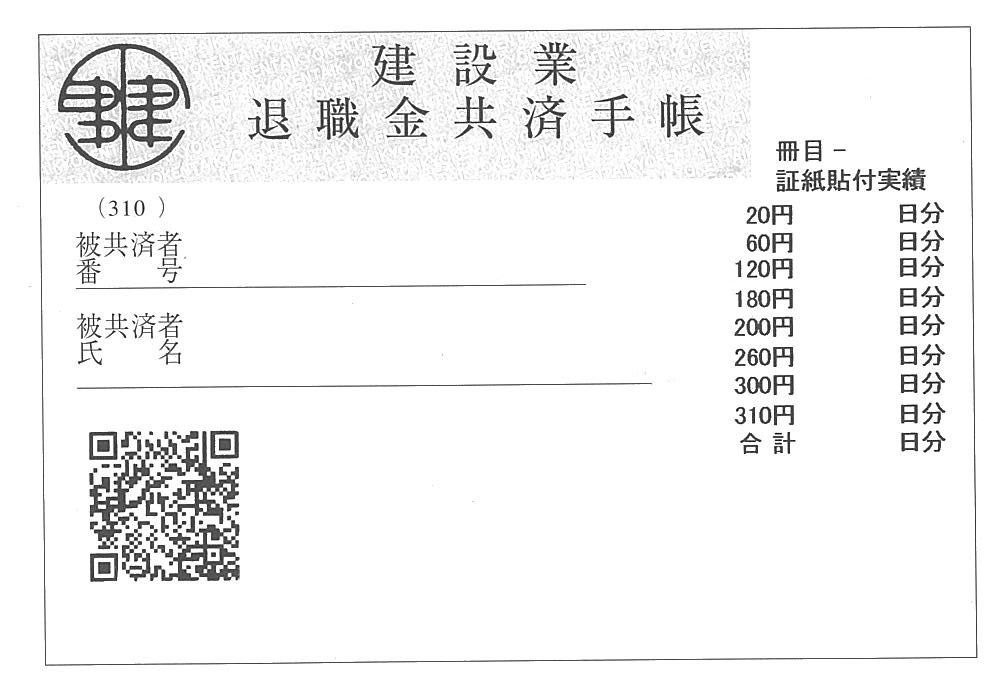 建設業
退職金共済手帳
冊目－
証紙貼付実績
（310 ）
被共済者
番号
被共済者
氏名
20円 日分
60円 日分
120円 日分
180円 日分
200円 日分
260円 日分
300円 日分
310円 日分
合計 日分